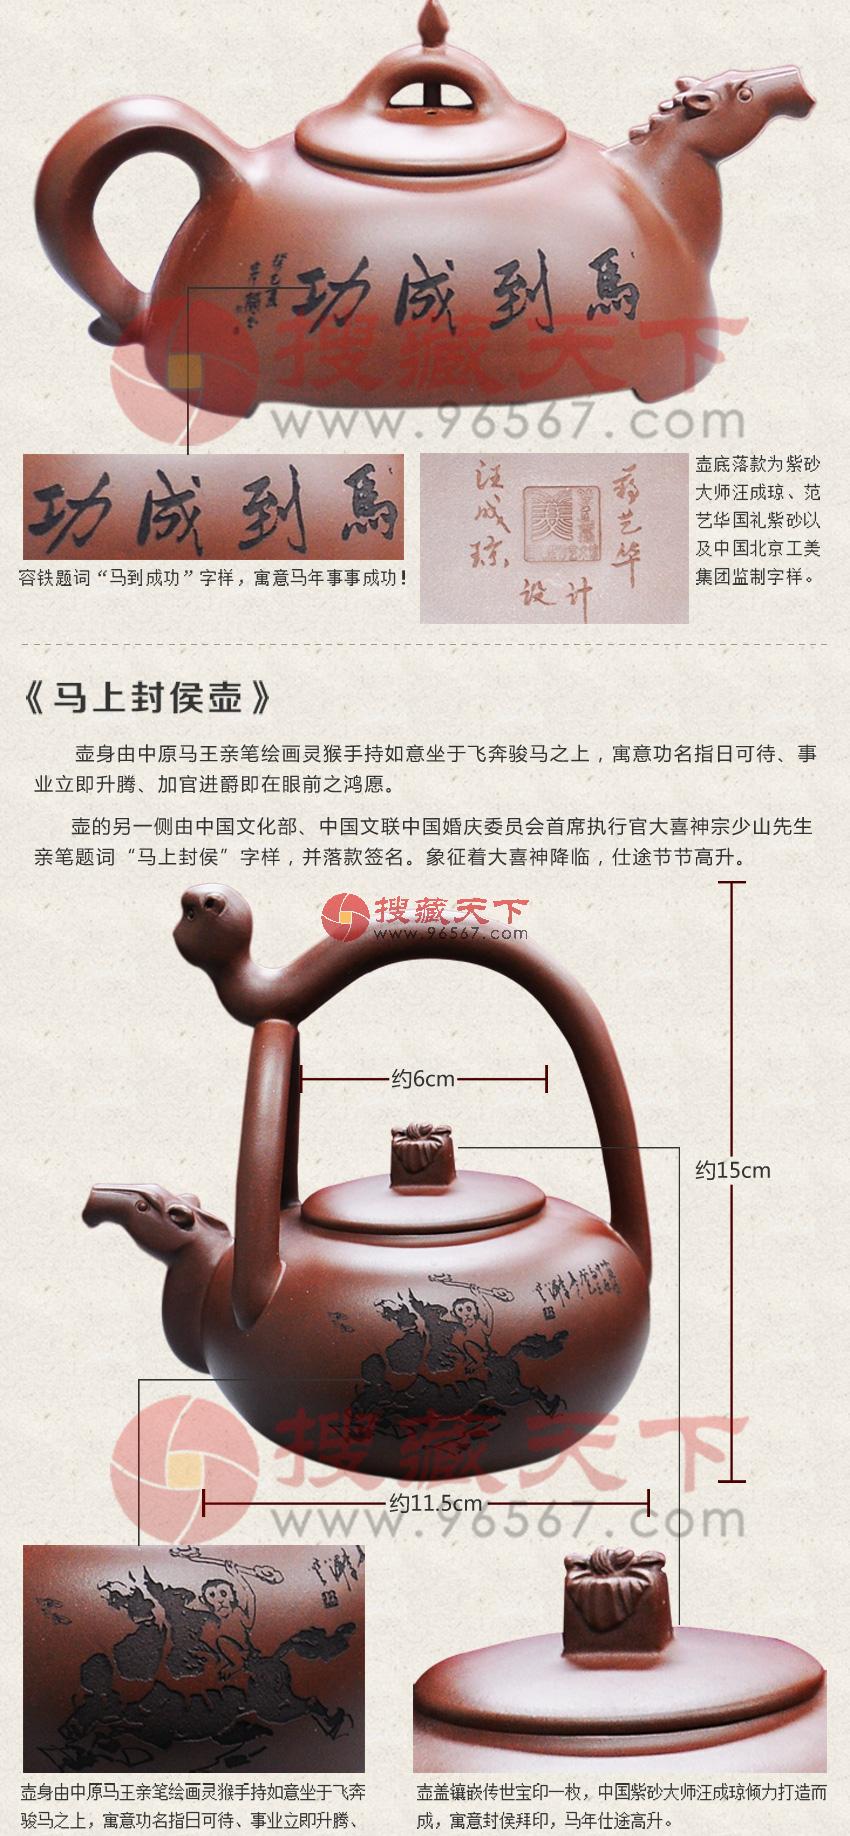 馬到成功
搜藏天下
www.96567.com
馬到成功
汪成琼
蒋艺华
设计
壶底落款为紫砂
大师汪成琼、范
艺华国礼紫砂以
及中国北京工美
集团监制字样。
容铁题词“马到成功”字样，寓意马年事事成功！
《马上封侯壶》
壶身由中原马王亲笔绘画灵猴手持如意坐于飞奔骏马之上，寓意功名指日可待、事
业立即升腾、加官进爵即在眼前之鸿愿。
壶的另一侧由中国文化部、中国文联中国婚庆委员会首席执行官大喜神宗少山先生
亲笔题词“马上封侯”字样，并落款签名。象征着大喜神降临，仕途节节高升。
搜藏天下
www.96567.com
约6cm
约15cm
搜藏天下
约11.5cm
www.96567.com
壶身由中原马王亲笔绘画灵猴手持如意坐于飞奔
骏马之上，寓意功名指日可待、事业立即升腾、
壶盖镶嵌传世宝印一枚，中国紫砂大师汪成琼倾力打造而
成，寓意封侯拜印，马年仕途高升。